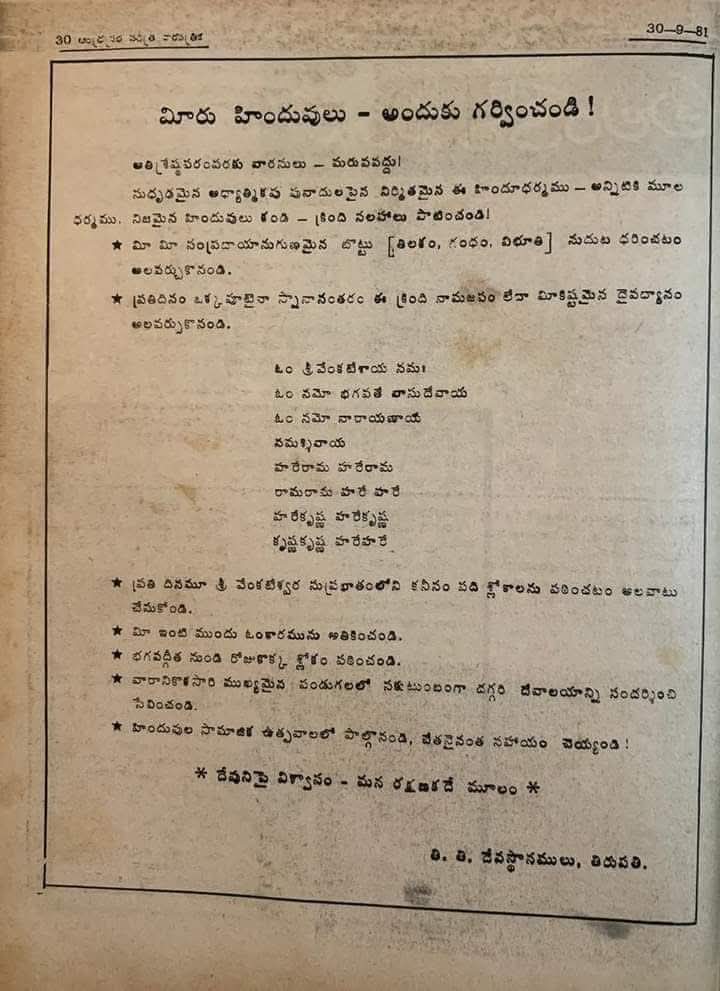 30 ఆంధ్రప్రభ సచిత్ర వారపత్రిక
30—9—81
మీరు హిందువులు - అందుకు గర్వించండి !
అతిశ్రేష్ఠపరంపరకు వారసులు — మరువవద్దు!
సుధృడమైన ఆధ్యాత్మికపు పునాదులపైన నిర్మితమైన ఈ హిందూధర్మము — అన్నిటికి మూల
ధర్మము. నిజమైన హిందువులు కండి — క్రింది సలహాలు పాటించండి!
★ మీ మీ సంప్రదాయానుగుణమైన బొట్టు [తిలకం, గంధం, విభూతి] నుదుట ధరించటం
అలవర్చుకొనండి.
★ ప్రతిదినం ఒక్కపూటైనా స్నానానంతరం ఈ క్రింది నామజపం లేదా మీకిష్టమైన దైవధ్యానం
అలవర్చుకొనండి.
ఓం శ్రీ వేంకటేశాయ నమః
ఓం నమో భగవతే వాసుదేవాయ
ఓం నమో నారాయణాయ
నమశ్శివాయ
హరేరామ హరేరామ
రామరామ హరే హరే
హరేకృష్ణ హరేకృష్ణ
కృష్ణకృష్ణ హరేహరే
★ ప్రతి దినమూ శ్రీ వేంకటేశ్వర సుప్రభాతంలోని కనీసం పది శ్లోకాలను పఠించటం అలవాటు
చేసుకోండి.
★ మీ ఇంటి ముందు ఓంకారమును అతికించండి.
★ భగవద్గీత నుండి రోజుకొక్క శ్లోకం పఠించండి.
★ వారానికొకసారి ముఖ్యమైన పండుగలలో సకుటుంబంగా దగ్గరి దేవాలయాన్ని సందర్శించి
సేవించండి.
★ హిందువుల సామాజిక ఉత్సవాలలో పాల్గొనండి, చేతనైనంత సహాయం చెయ్యండి !
* దేవునిపై విశ్వాసం - మన రక్షణకదే మూలం *
తి. తి. దేవస్థానములు, తిరుపతి.